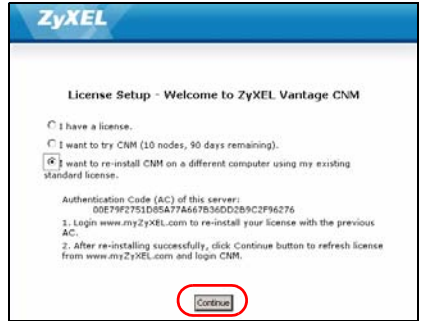 ZyXEL
License Setup - Welcome to ZyXEL Vantage CNM
I have a license.
I want to try CNM (10 nodes, 90 days remaining).
I want to re-install CNM on a different computer using my existing
standard license.
Authentication Code (AC) of this server:
00E79F2751D85A77A667B36DD2B9C2F96276
1. Login www.myZyXEL.com to re-install your license with the previous
AC.
2. After re-installing successfully, click Continue button to refresh license
from www.myZyXEL.com and login CNM.
Continue